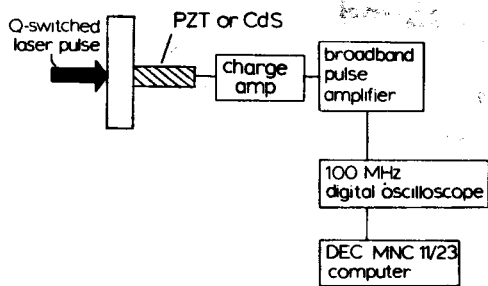 Q-switched
laser pulse
PZT or CdS
charge
amp
broadband
pulse
amplifier
100 MHz
digital oscilloscope
DEC MNC 11/23
computer